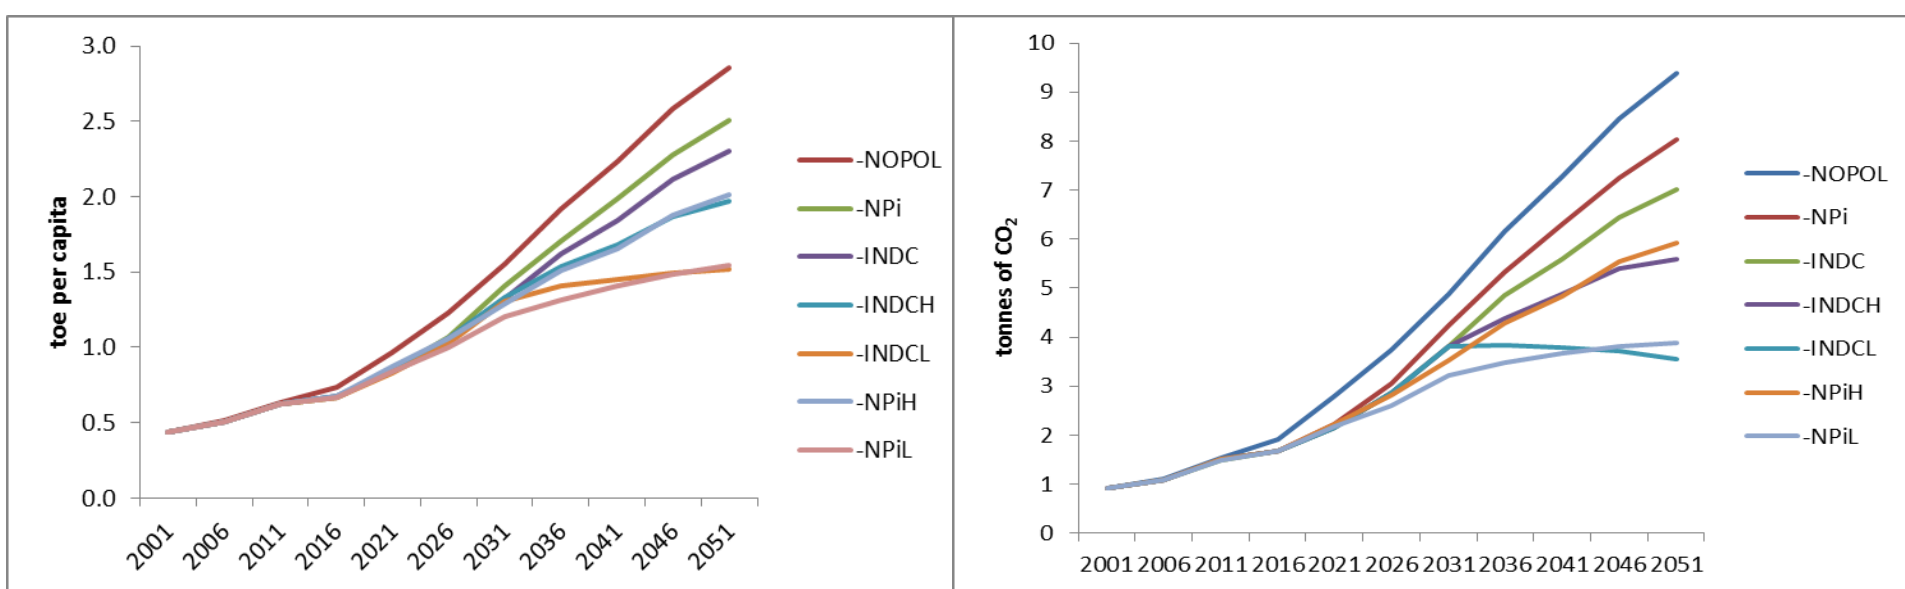 3.0
2.5
2.0
1.5
1.0
0.5
0.0
toe per capita
2001
2006
2011
2016
2021
2026
2031
2036
2041
2046
2051
-NOPOL
-NPi
-INDC
-INDCH
-INDCL
-NPiH
-NPiL
10
9
8
7
6
5
4
3
2
1
0
tonnes of CO₂
2001 2006 2011 2016 2021 2026 2031 2036 2041 2046 2051
-NOPOL
-NPi
-INDC
-INDCH
-INDCL
-NPiH
-NPiL